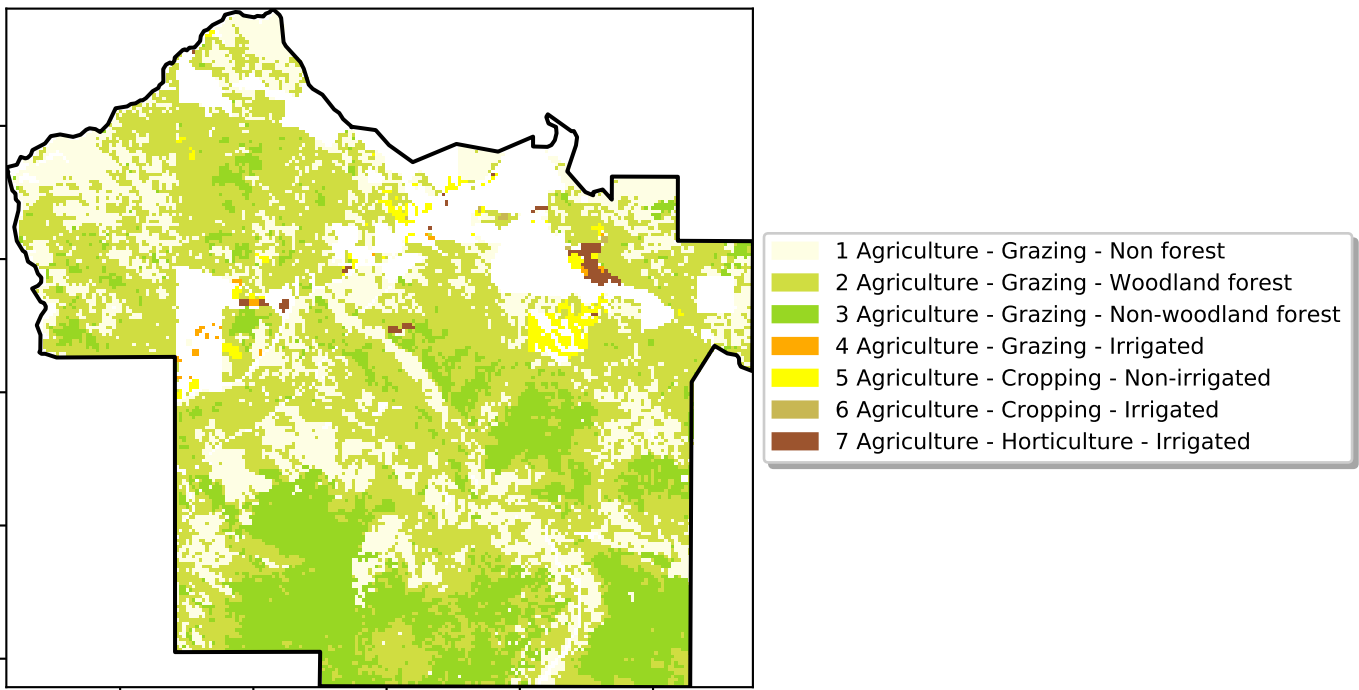 1 Agriculture - Grazing - Non forest
2 Agriculture - Grazing - Woodland forest
3 Agriculture - Grazing - Non-woodland forest
4 Agriculture - Grazing - Irrigated
5 Agriculture - Cropping - Non-irrigated
6 Agriculture - Cropping - Irrigated
7 Agriculture - Horticulture - Irrigated